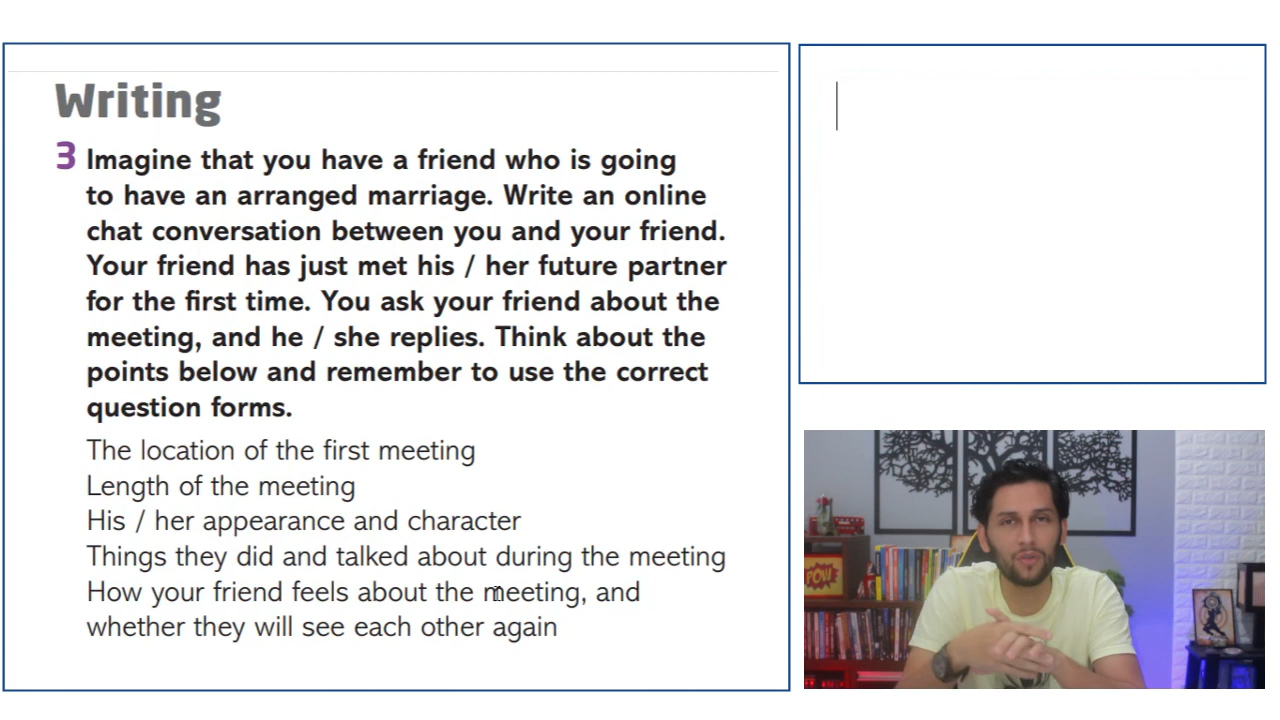 Writing
3 Imagine that you have a friend who is going
to have an arranged marriage. Write an online
chat conversation between you and your friend.
Your friend has just met his / her future partner
for the first time. You ask your friend about the
meeting, and he / she replies. Think about the
points below and remember to use the correct
question forms.
The location of the first meeting
Length of the meeting
His / her appearance and character
Things they did and talked about during the meeting
How your friend feels about the meeting, and
whether they will see each other again
POW